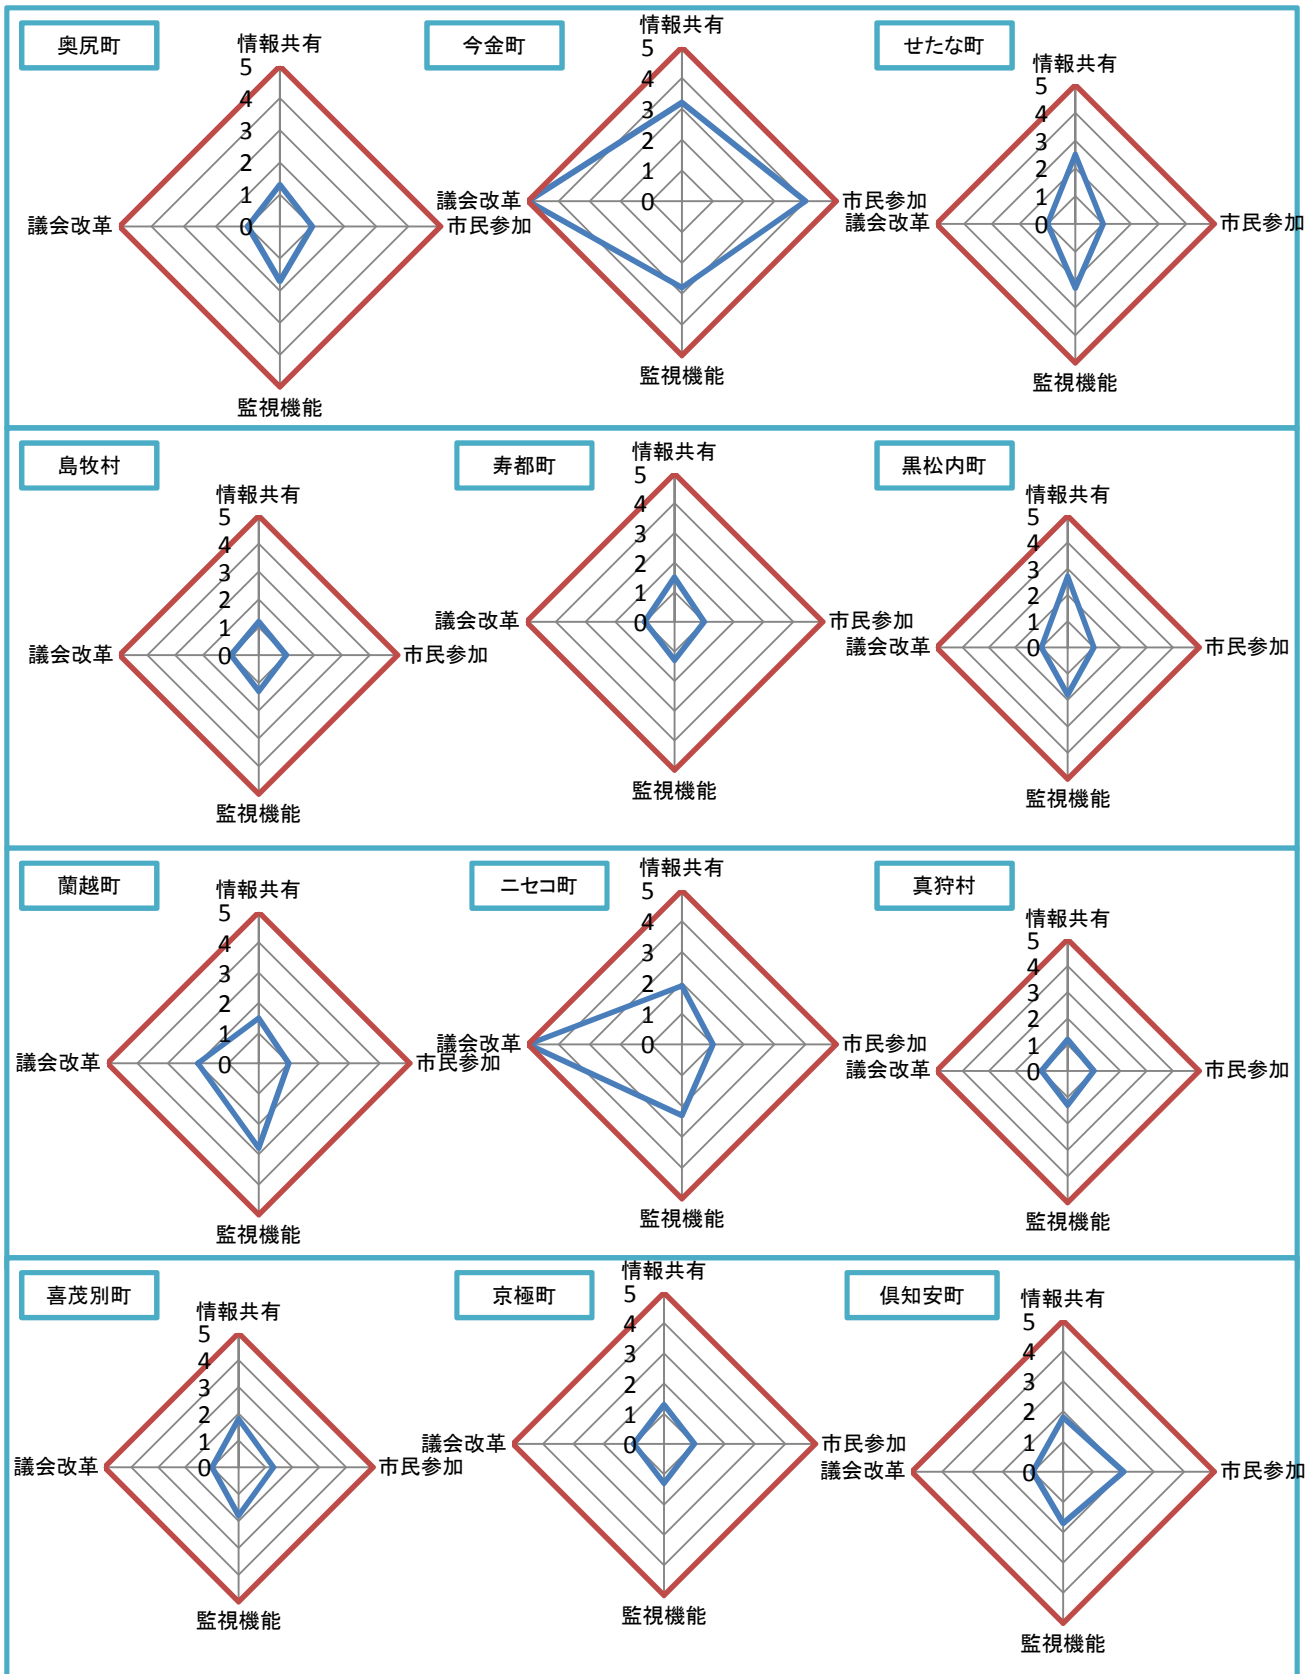 奥尻町
情報共有
5
4
3
2
1
0
議会改革
市民参加
監視機能
今金町
情報共有
5
4
3
2
1
0
議会改革
市民参加
監視機能
せたな町
情報共有
5
4
3
2
1
0
議会改革
市民参加
監視機能
島牧村
情報共有
5
4
3
2
1
0
議会改革
市民参加
監視機能
寿都町
情報共有
5
4
3
2
1
0
議会改革
市民参加
監視機能
黒松内町
情報共有
5
4
3
2
1
0
議会改革
市民参加
監視機能
蘭越町
情報共有
5
4
3
2
1
0
議会改革
市民参加
監視機能
ニセコ町
情報共有
5
4
3
2
1
0
議会改革
市民参加
監視機能
真狩村
情報共有
5
4
3
2
1
0
議会改革
市民参加
監視機能
喜茂別町
情報共有
5
4
3
2
1
0
議会改革
市民参加
監視機能
京極町
情報共有
5
4
3
2
1
0
議会改革
市民参加
監視機能
倶知安町
情報共有
5
4
3
2
1
0
議会改革
市民参加
監視機能